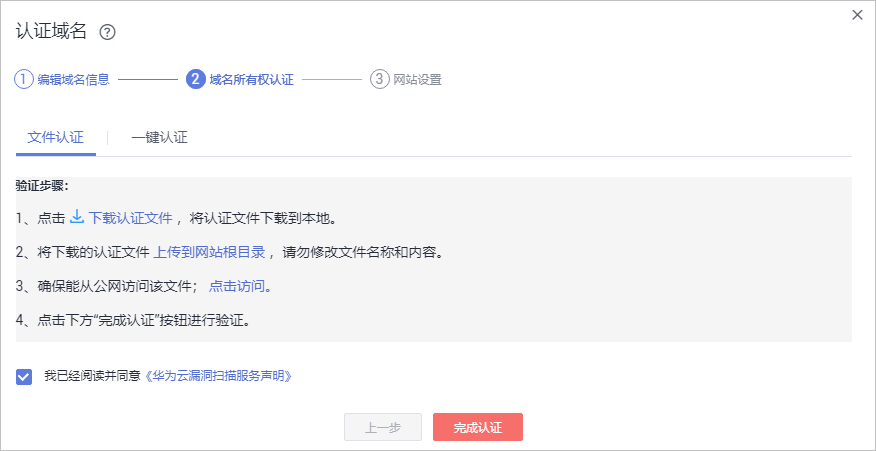 认证域名 ?
1 编辑域名信息 2 域名所有权认证 3 网站设置
文件认证 一键认证
验证步骤：
1、点击 下载认证文件 ，将认证文件下载到本地。
2、将下载的认证文件 上传到网站根目录 ，请勿修改文件名称和内容。
3、确保能从公网访问该文件； 点击访问。
4、点击下方“完成认证”按钮进行验证。
我已经阅读并同意《华为云漏洞扫描服务声明》
上一步 完成认证